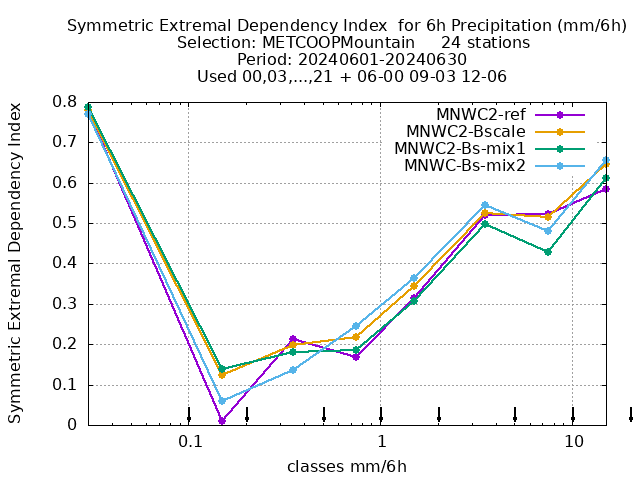 Symmetric Extremal Dependency Index  for 6h Precipitation (mm/6h)
Selection: METCOOPMountain     24 stations
Period: 20240601-20240630
Used 00,03,...,21 + 06-00 09-03 12-06
MNWC2-ref
MNWC2-Bscale
MNWC2-Bs-mix1
MNWC-Bs-mix2
Symmetric Extremal Dependency Index
0.8
0.7
0.6
0.5
0.4
0.3
0.2
0.1
0
0.1 1 10
classes mm/6h